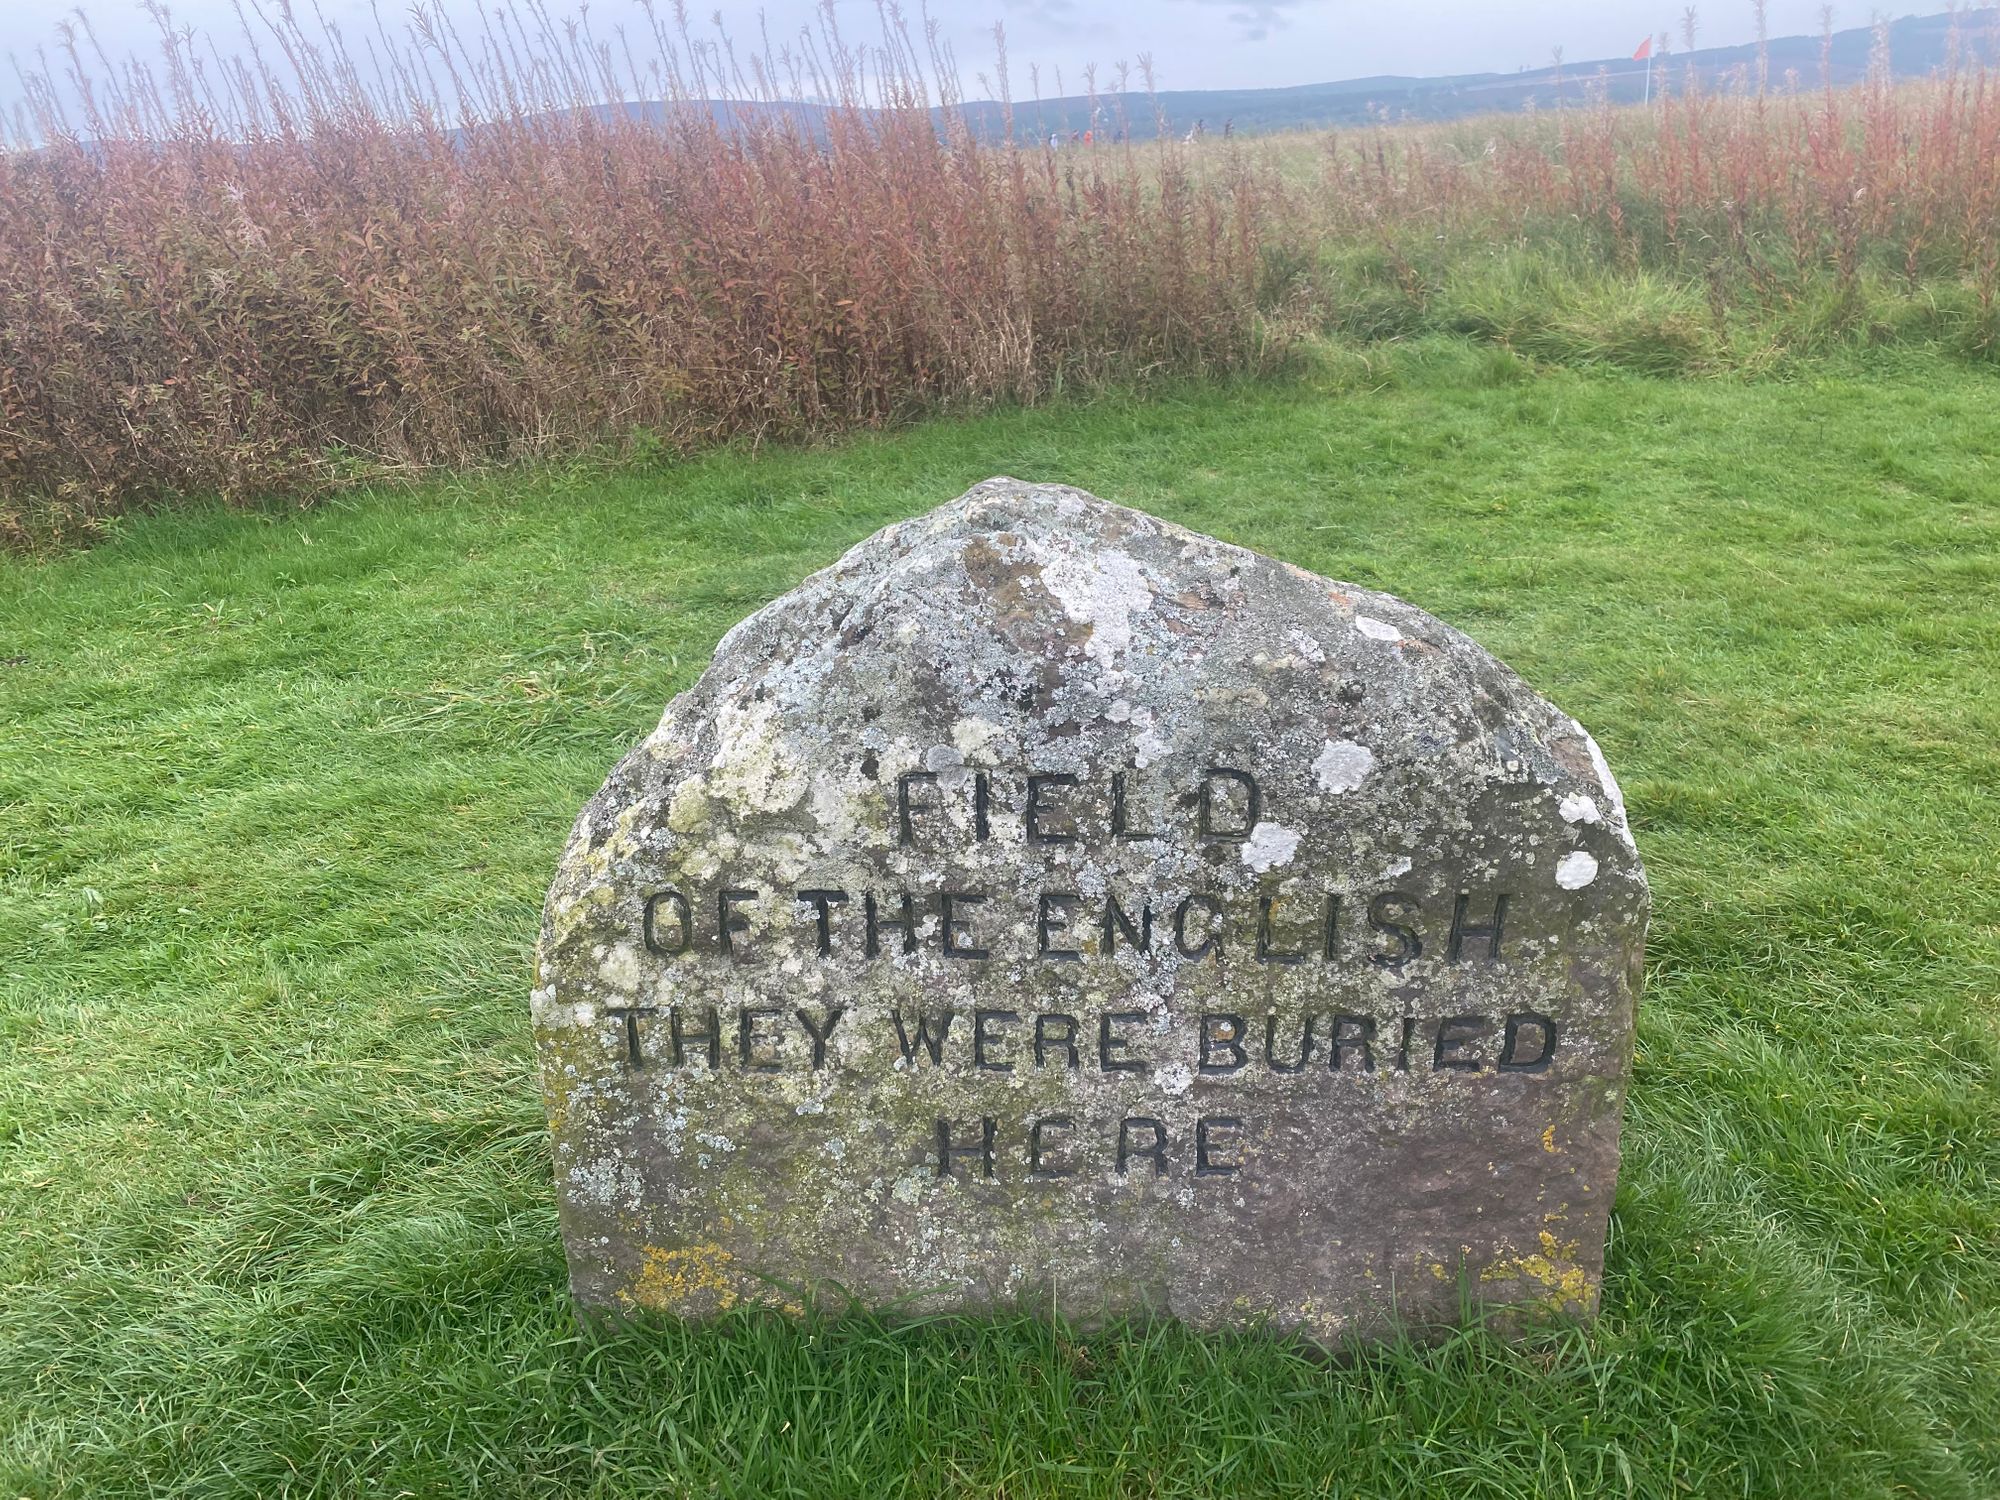 FIELD
OF THE ENGLISH
THEY WERE BURIED
HERE